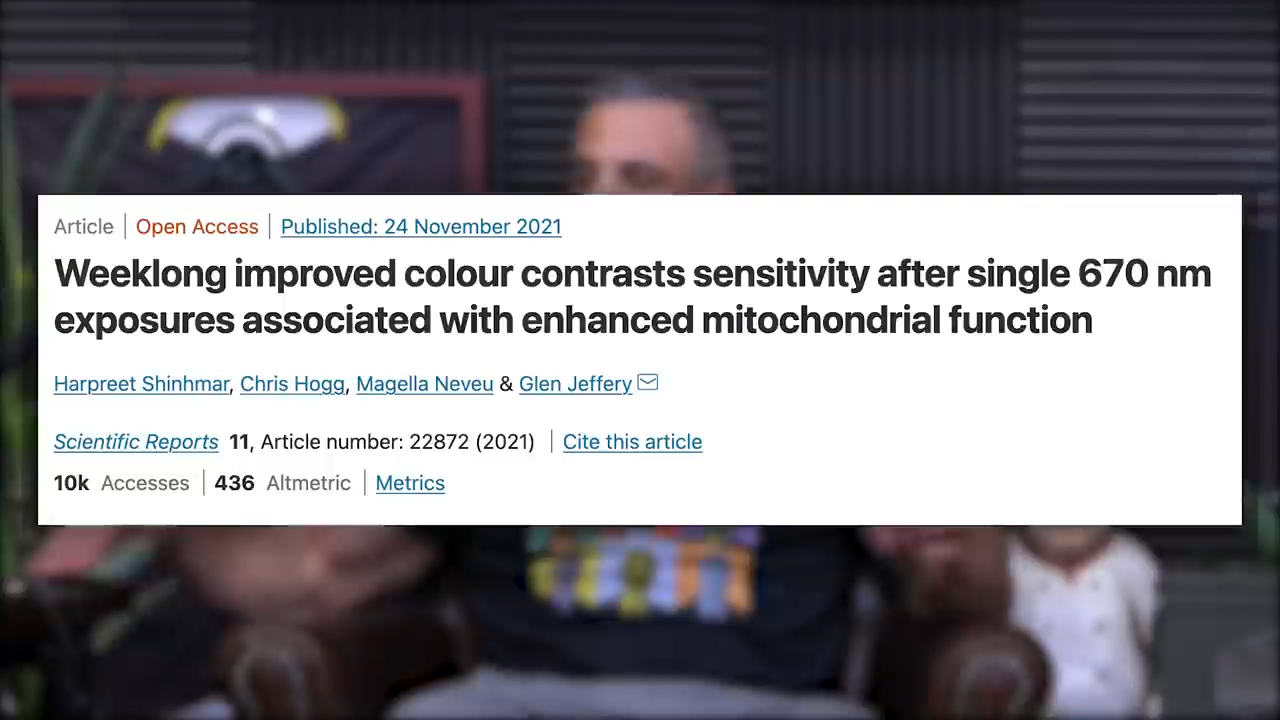 Article | Open Access | Published: 24 November 2021
Weeklong improved colour contrasts sensitivity after single 670 nm
exposures associated with enhanced mitochondrial function
Harpreet Shinhmar, Chris Hogg, Magella Neveu & Glen Jeffery
Scientific Reports 11, Article number: 22872 (2021) | Cite this article
10k Accesses | 436 Altmetric | Metrics